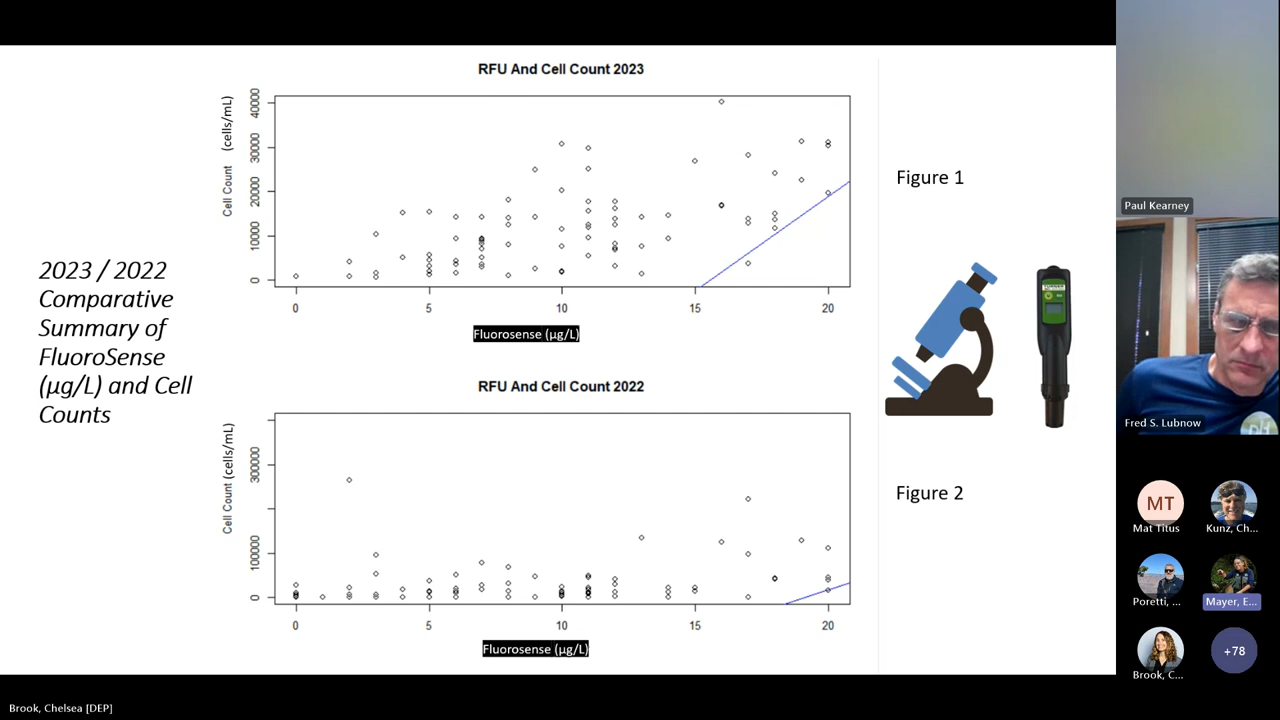 2023 / 2022
Comparative
Summary of
FluoroSense
(µg/L) and Cell
Counts
RFU And Cell Count 2023
Cell Count (cells/mL)
40000
30000
20000
10000
0
0 5 10 15 20
Fluorosense (µg/L)
Figure 1
RFU And Cell Count 2022
Cell Count (cells/mL)
300000
100000
0
0 5 10 15 20
Fluorosense (µg/L)
Figure 2
Paul Kearney
Fred S. Lubnow
MT
Mat Titus
Kunz, Ch...
Poretti, ...
Mayer, E...
Brook, C...
+78
Brook, Chelsea [DEP]